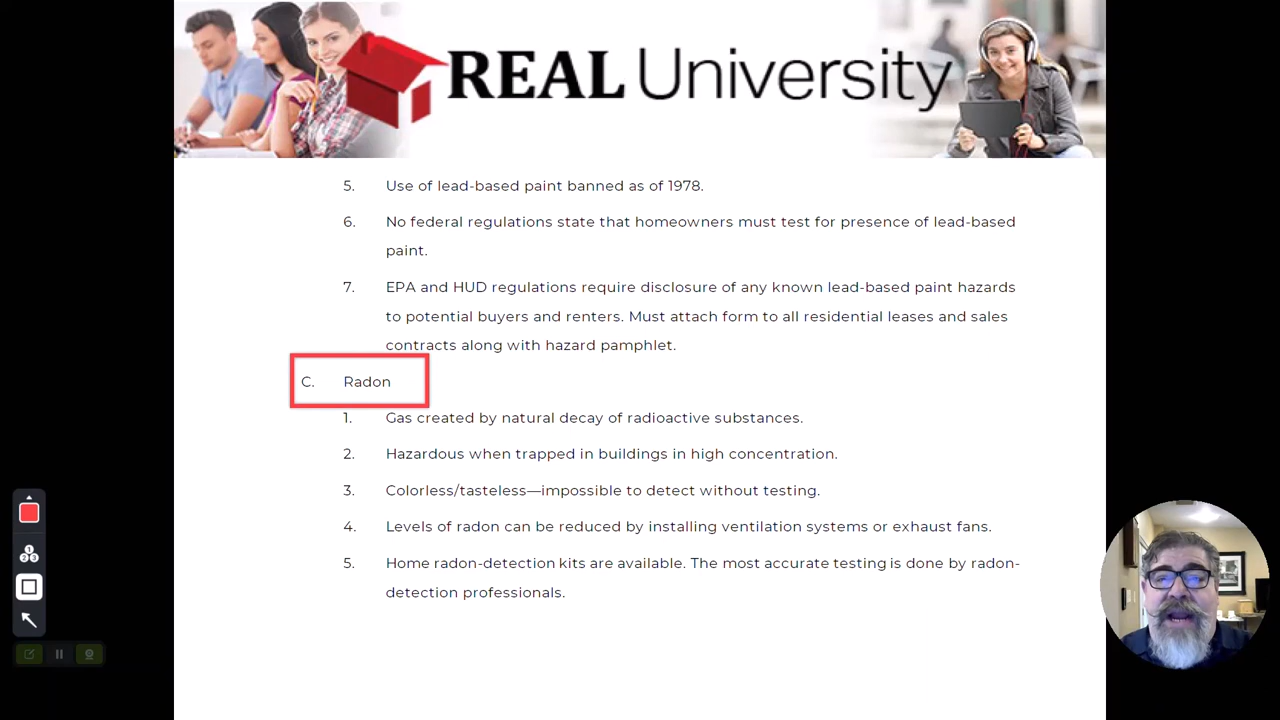 REAL University
5. Use of lead-based paint banned as of 1978.
6. No federal regulations state that homeowners must test for presence of lead-based
paint.
7. EPA and HUD regulations require disclosure of any known lead-based paint hazards
to potential buyers and renters. Must attach form to all residential leases and sales
contracts along with hazard pamphlet.
C. Radon
1. Gas created by natural decay of radioactive substances.
2. Hazardous when trapped in buildings in high concentration.
3. Colorless/tasteless—impossible to detect without testing.
4. Levels of radon can be reduced by installing ventilation systems or exhaust fans.
5. Home radon-detection kits are available. The most accurate testing is done by radon-
detection professionals.